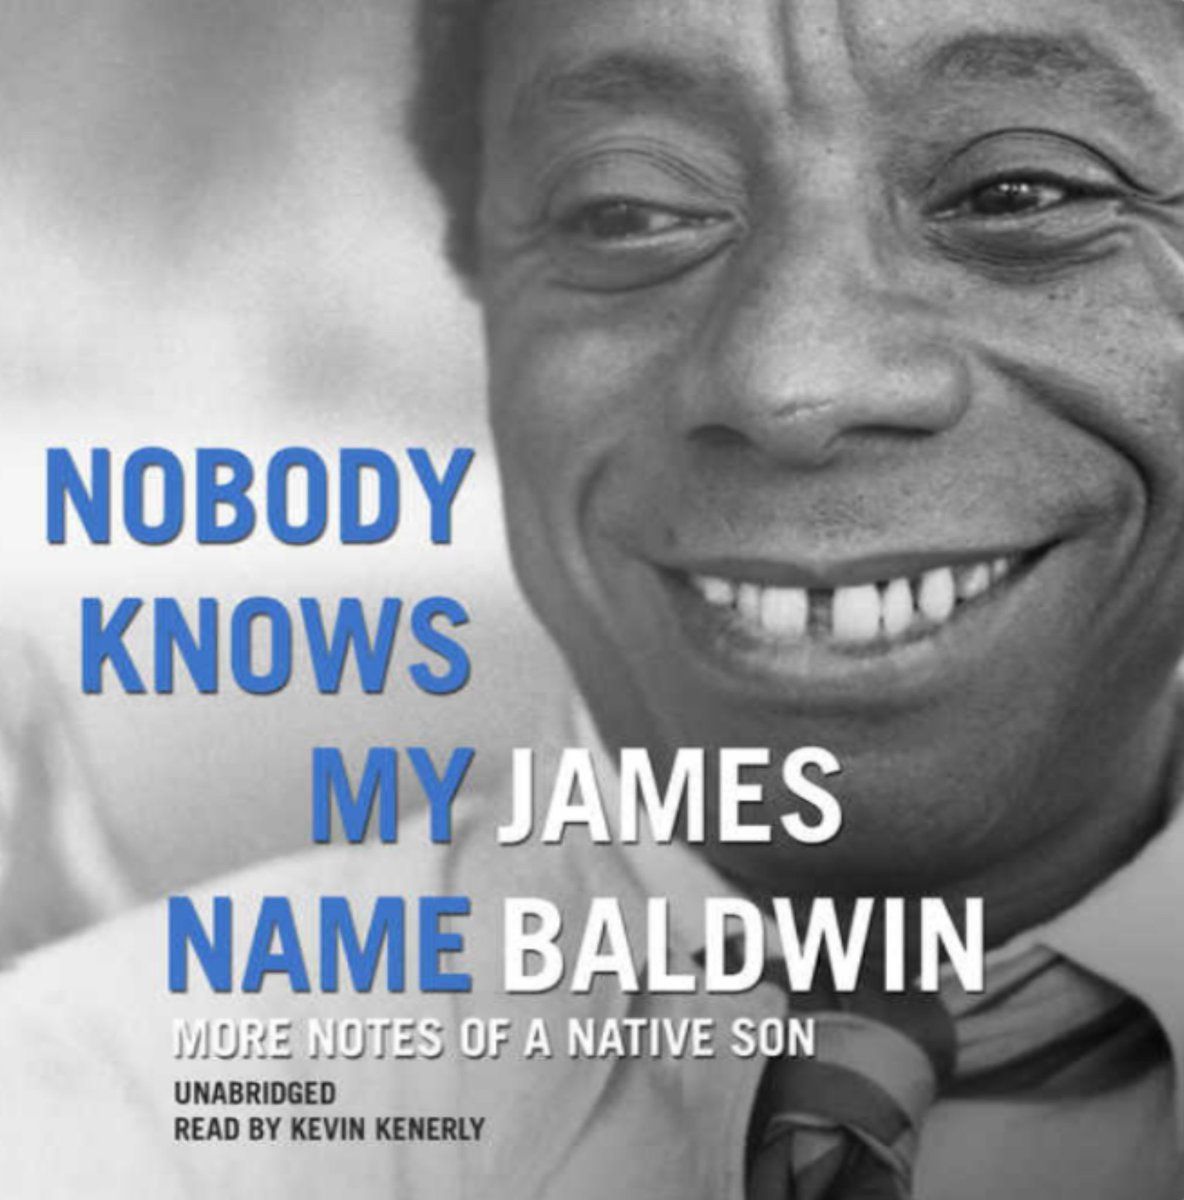 NOBODY
KNOWS
MY JAMES
NAME BALDWIN
MORE NOTES OF A NATIVE SON
UNABRIDGED
READ BY KEVIN KENERLY